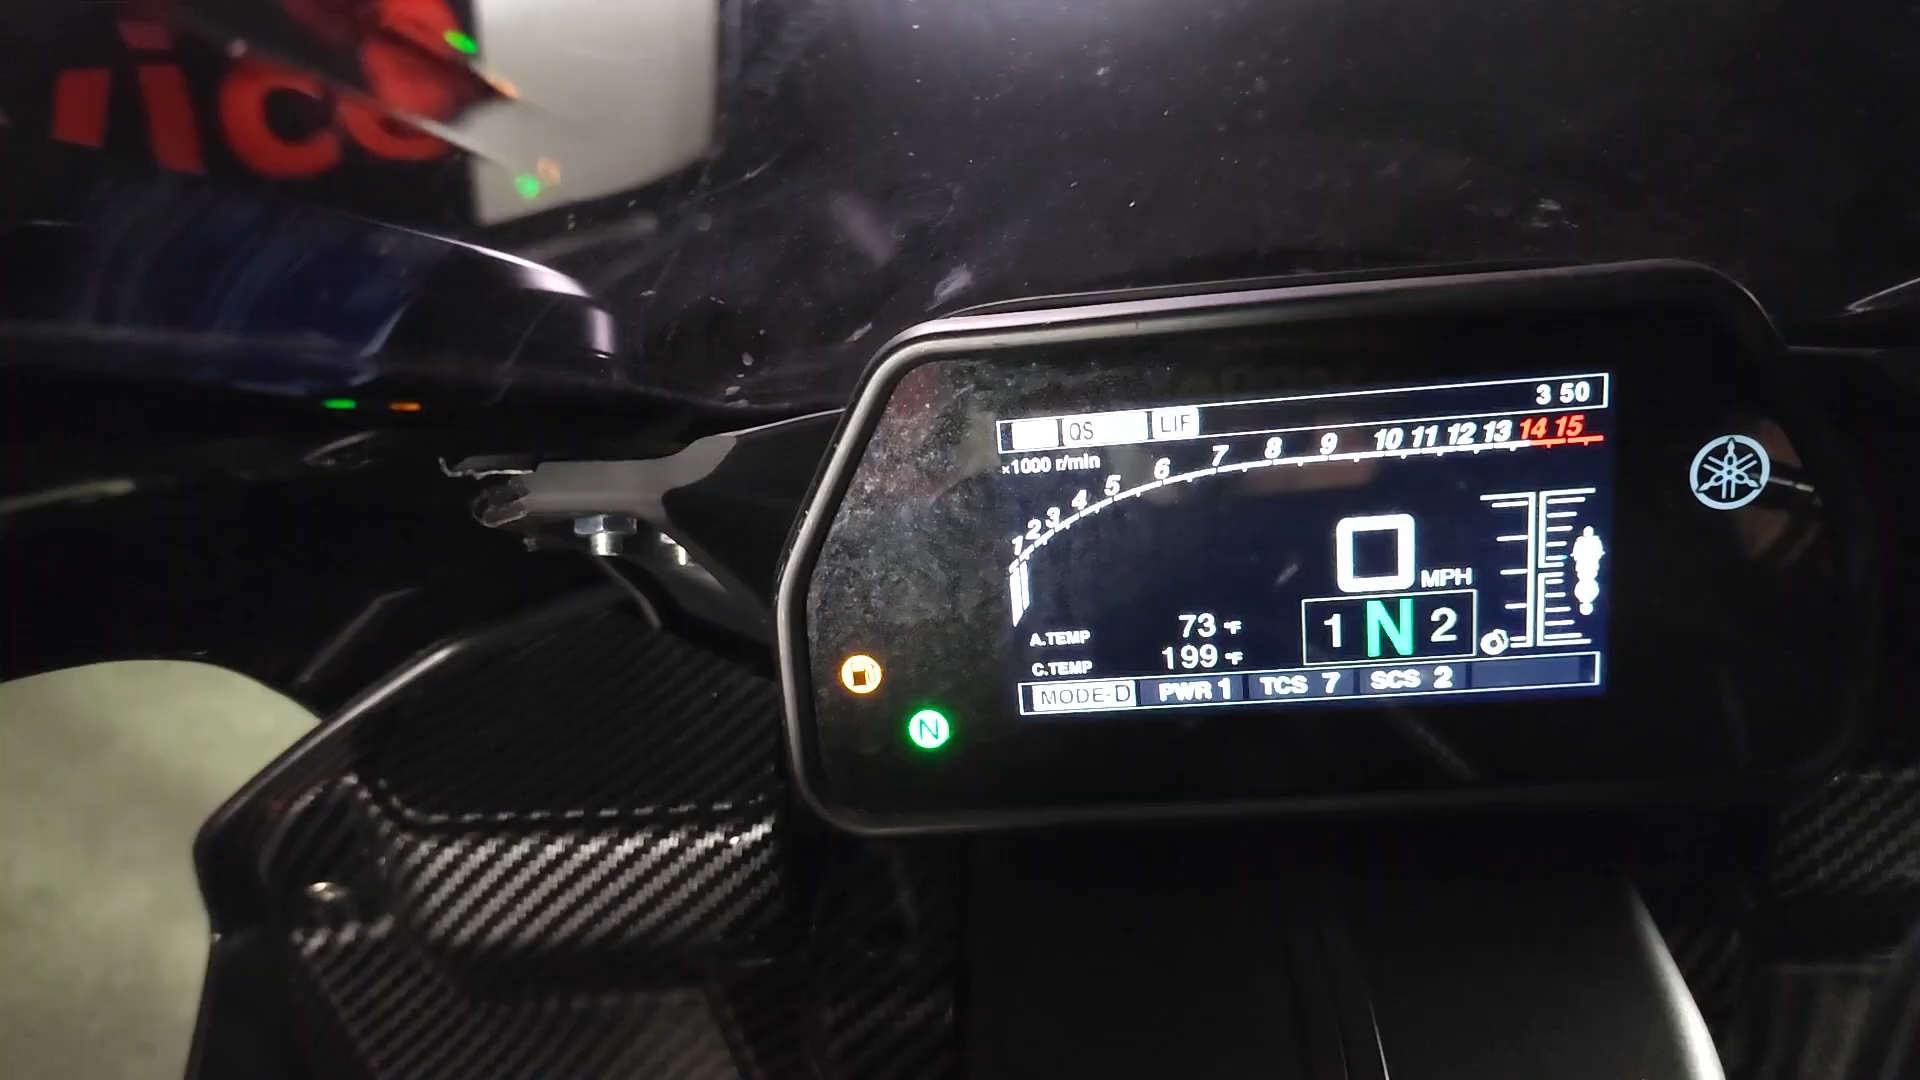 3 50
QS LIF
×1000 r/min
1 2 3 4 5 6 7 8 9 10 11 12 13 14 15
0 MPH
1 N 2
A.TEMP 73 °F
C.TEMP 199 °F
MODE-D PWR 1 TCS 7 SCS 2
N